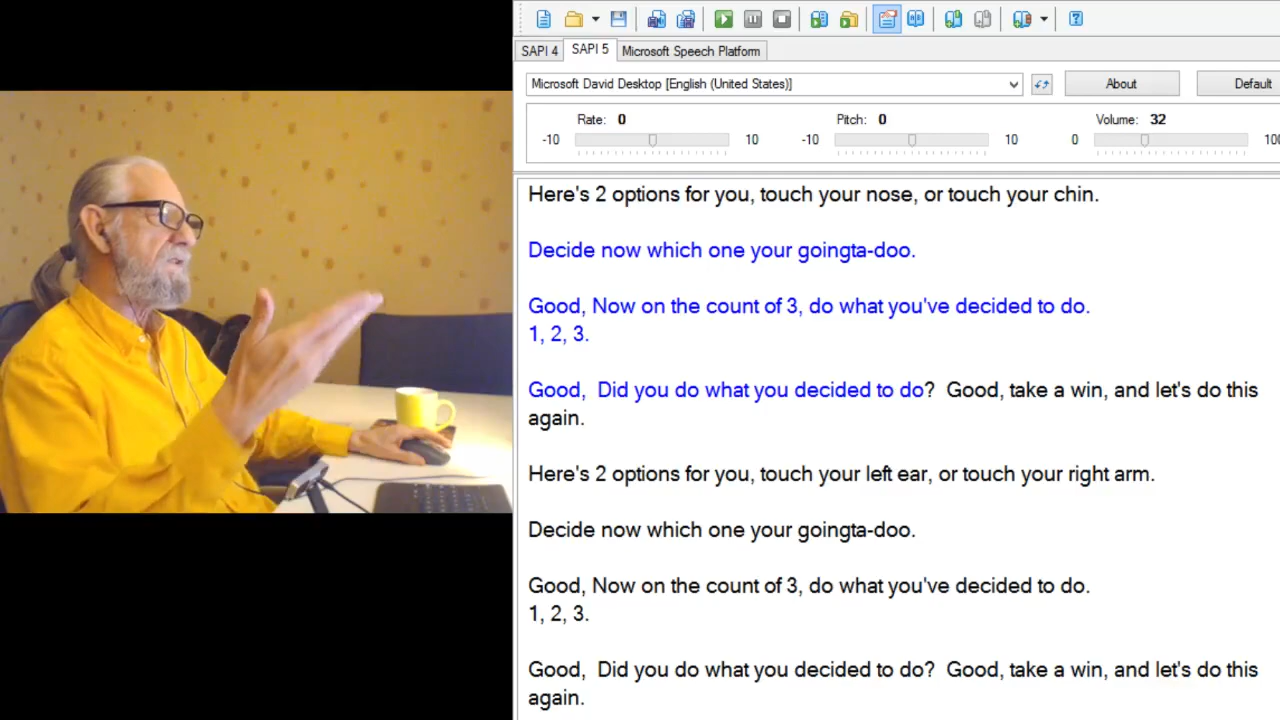 SAPI 4 SAPI 5 Microsoft Speech Platform
Microsoft David Desktop [English (United States)] About Default
Rate: 0 Pitch: 0 Volume: 32
-10 10 -10 10 0 100
Here's 2 options for you, touch your nose, or touch your chin.
Decide now which one your goingta-doo.
Good, Now on the count of 3, do what you've decided to do.
1, 2, 3.
Good,  Did you do what you decided to do?  Good, take a win, and let's do this
again.
Here's 2 options for you, touch your left ear, or touch your right arm.
Decide now which one your goingta-doo.
Good, Now on the count of 3, do what you've decided to do.
1, 2, 3.
Good,  Did you do what you decided to do?  Good, take a win, and let's do this
again.